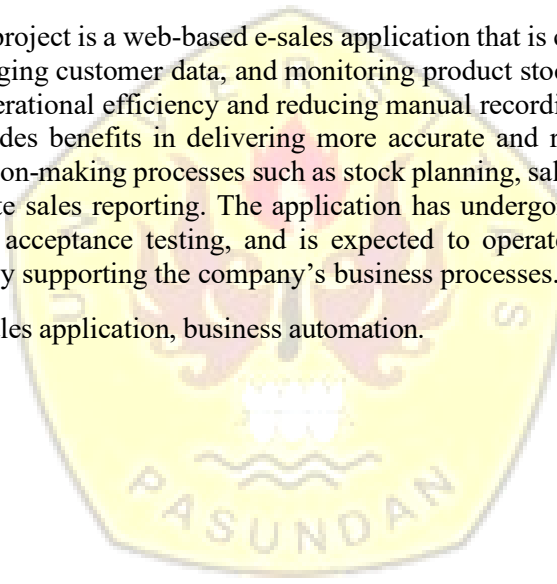 project is a web-based e-sales application that is c
ging customer data, and monitoring product stoc
erational efficiency and reducing manual recordi
des benefits in delivering more accurate and r
on-making processes such as stock planning, sal
te sales reporting. The application has undergo
acceptance testing, and is expected to operate
y supporting the company’s business processes.
les application, business automation.
UNIVERSITAS
PASUNDAN